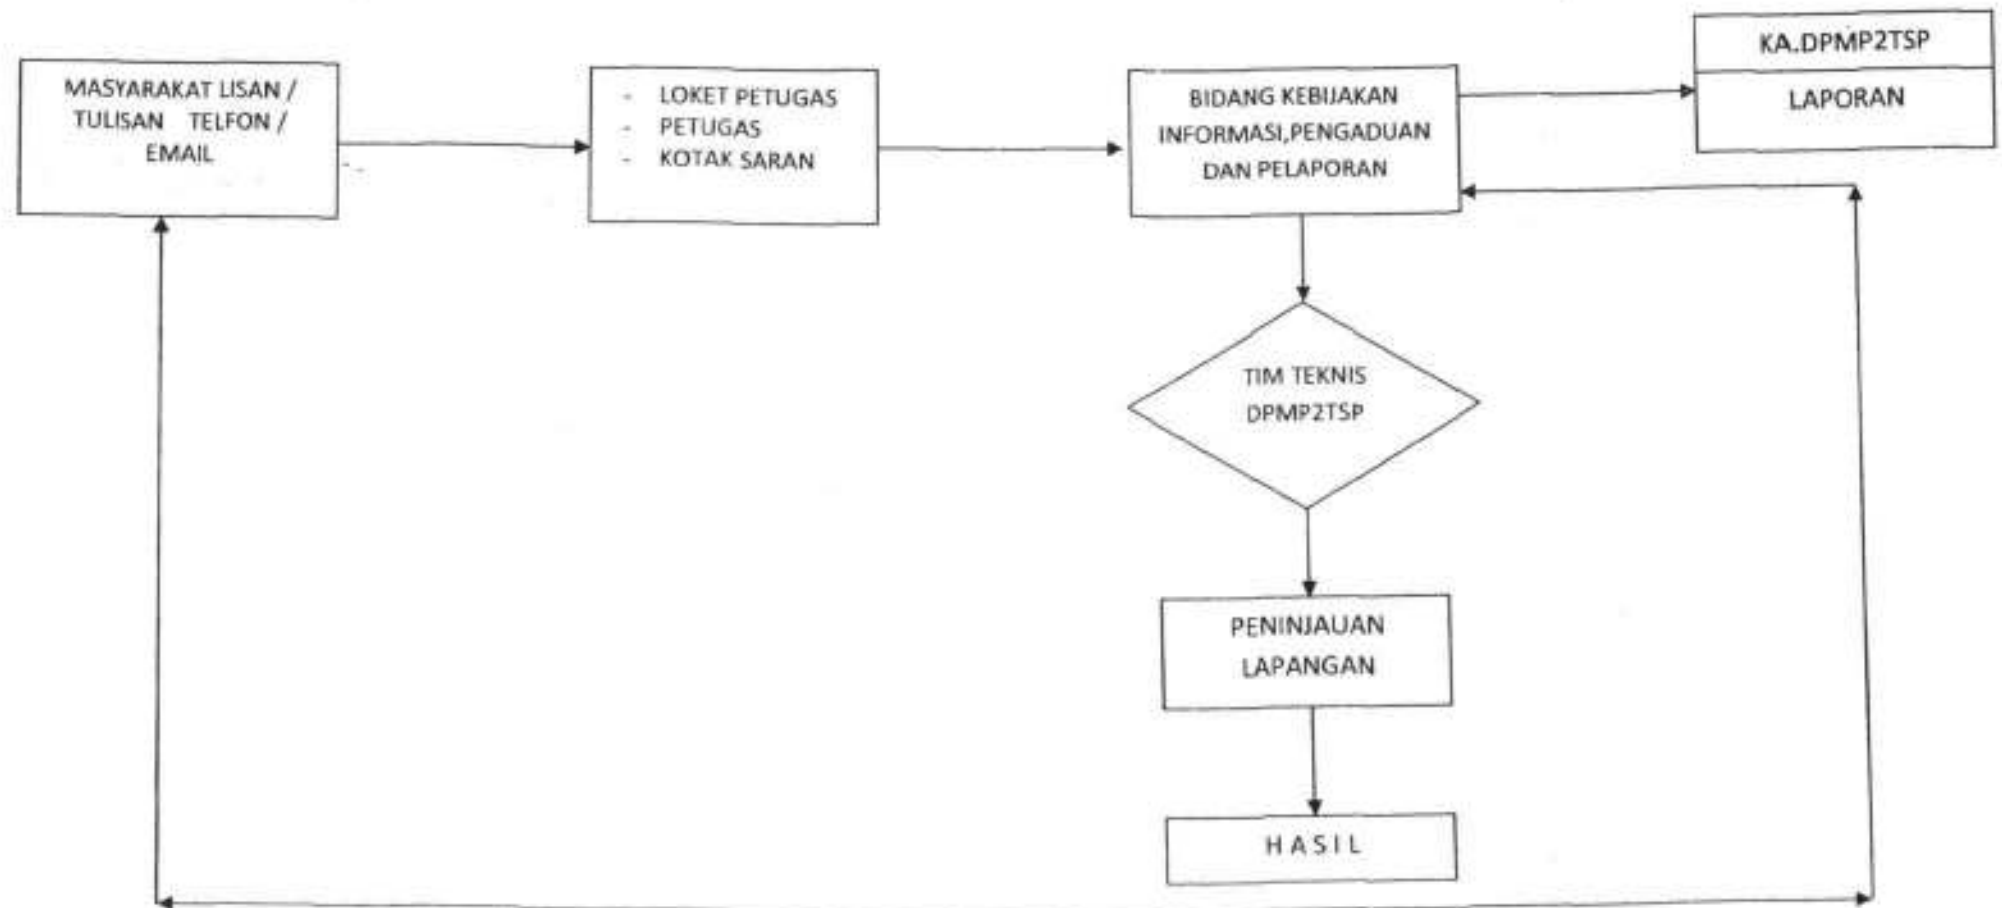 MASYARAKAT LISAN /
TULISAN TELFON /
EMAIL
- LOKET PETUGAS
- PETUGAS
- KOTAK SARAN
BIDANG KEBIJAKAN
INFORMASI,PENGADUAN
DAN PELAPORAN
KA.DPMP2TSP
LAPORAN
TIM TEKNIS
DPMP2TSP
PENINJAUAN
LAPANGAN
H A S I L